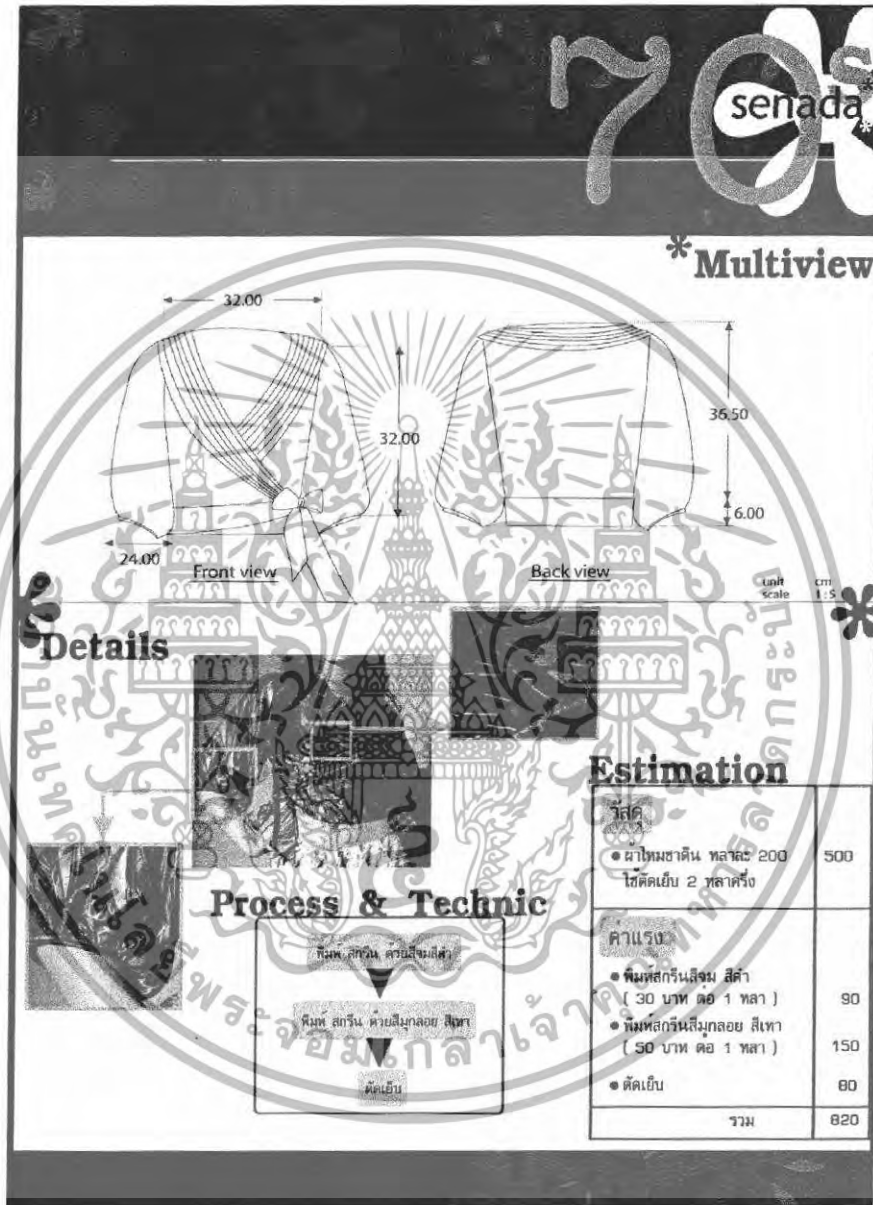 70s
senada
*Multiview
32.00
32.00
24.00
Front view
36.50
6.00
Back view
unit cm
scale 1:5
Details
Estimation
วัสดุ
• ผ้าไหมซาติน หลาละ 200 500
ใช้ตัดเย็บ 2 หลาครึ่ง
ค่าแรง
• พิมพ์สกรีนสีจม สีดำ
( 30 บาท ต่อ 1 หลา ) 90
• พิมพ์สกรีนสีมุกลอย สีเทา
( 50 บาท ต่อ 1 หลา ) 150
• ตัดเย็บ 80
รวม 820
Process & Technic
พิมพ์ สกรีน ด้วยสีจมสีดำ
พิมพ์ สกรีน ด้วยสีมุกลอย สีเทา
ตัดเย็บ